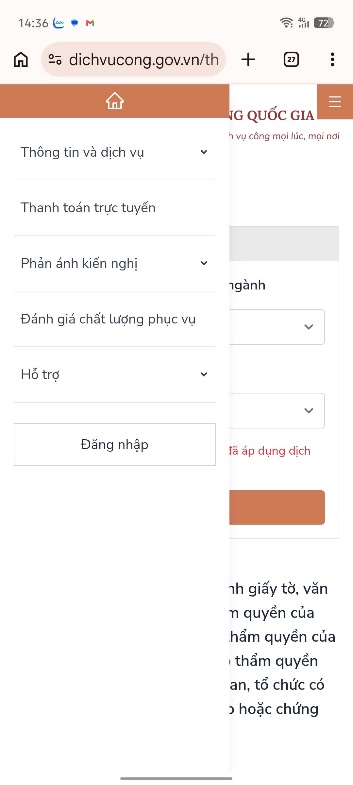 14:36
4G
72
dichvucong.gov.vn/th
27
NG QUỐC GIA
h vụ công mọi lúc, mọi nơi
Thông tin và dịch vụ
Thanh toán trực tuyến
Phản ánh kiến nghị
ngành
Đánh giá chất lượng phục vụ
Hỗ trợ
Đăng nhập
đã áp dụng dịch
nh giấy tờ, văn
m quyền của
thẩm quyền của
thẩm quyền
an, tổ chức có
hoặc chứng